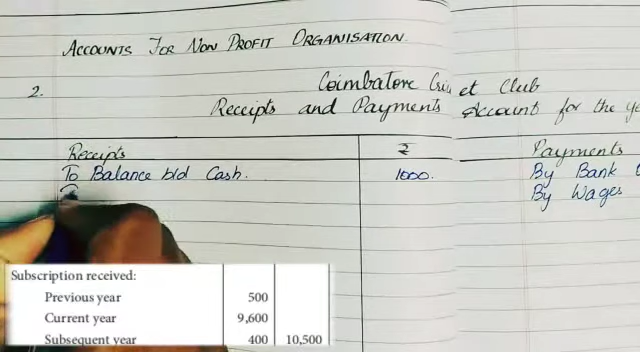 ACCOUNTS FOR NON PROFIT ORGANISATION.
2. Coimbatore Cri et Club
Receipts and Payments Account for the ye
Receipts ₹ Payments
To Balance b/d Cash. 1000. By Bank
By Wages
Subscription received:
Previous year 500
Current year 9,600
Subsequent year 400 10,500